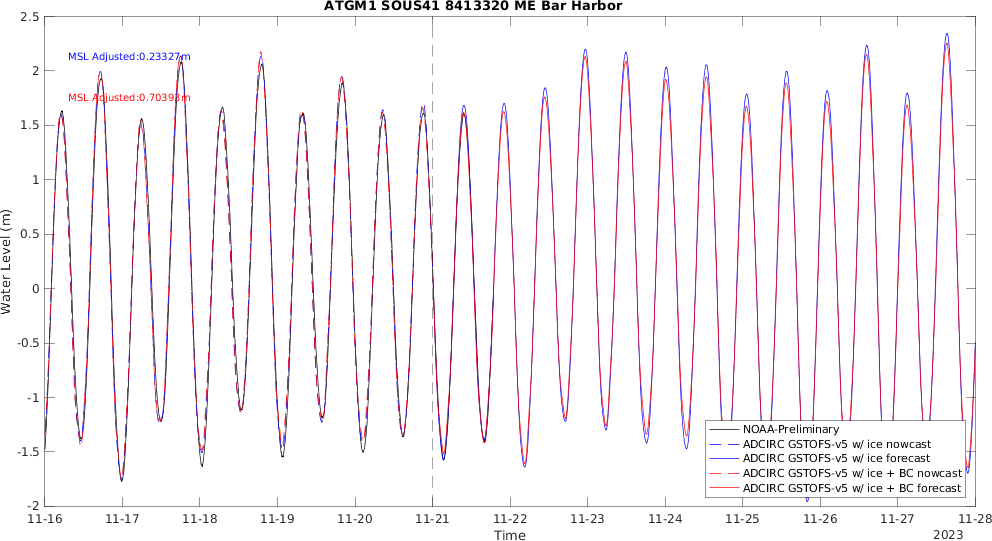 ATGM1 SOUS41 8413320 ME Bar Harbor
MSL Adjusted:0.23327m
MSL Adjusted:0.70393m
Water Level (m)
2.5
2
1.5
1
0.5
0
-0.5
-1
-1.5
-2
NOAA-Preliminary
ADCIRC GSTOFS-v5 w/ ice nowcast
ADCIRC GSTOFS-v5 w/ ice forecast
ADCIRC GSTOFS-v5 w/ ice + BC nowcast
ADCIRC GSTOFS-v5 w/ ice + BC forecast
11-16 11-17 11-18 11-19 11-20 11-21 11-22 11-23 11-24 11-25 11-26 11-27 11-28
Time
2023